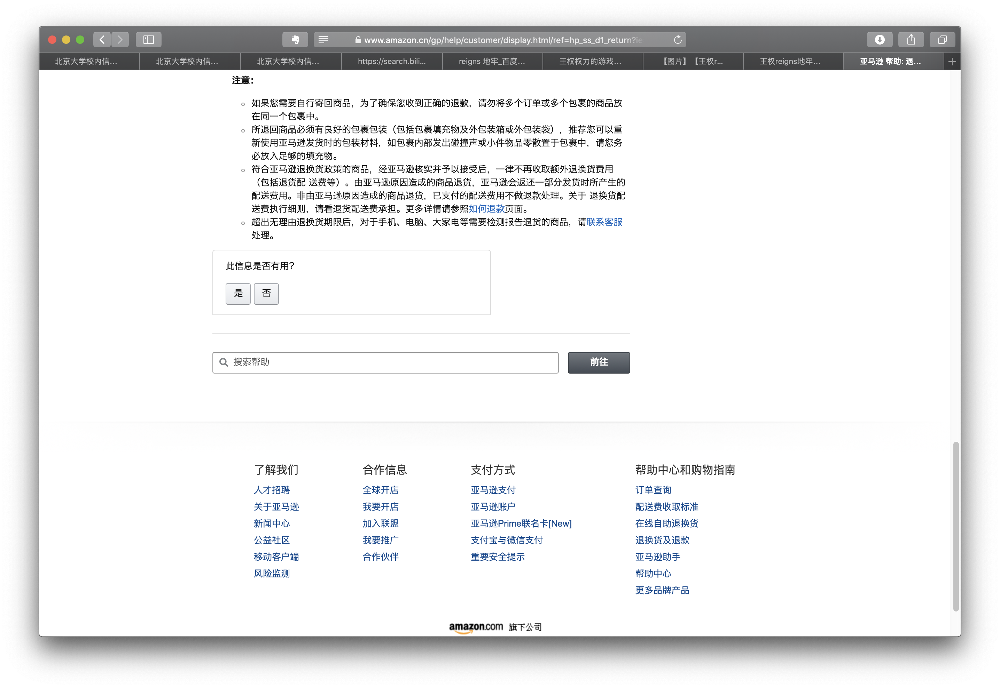 www.amazon.cn/gp/help/customer/display.html/ref=hp_ss_d1_return?ie
北京大学校内信...
北京大学校内信...
北京大学校内信...
https://search.bili...
reigns 地牢_百度...
王权权力的游戏...
【图片】【王权r...
王权reigns地牢...
亚马逊 帮助: 退...
注意：
如果您需要自行寄回商品，为了确保您收到正确的退款，请勿将多个订单或多个包裹的商品放
在同一个包裹中。
所退回商品必须有良好的包裹包装（包括包裹填充物及外包装箱或外包装袋），推荐您可以重
新使用亚马逊发货时的包装材料，如包裹内部发出碰撞声或小件物品零散置于包裹中，请您务
必放入足够的填充物。
符合亚马逊退换货政策的商品，经亚马逊核实并予以接受后，一律不再收取额外退换货费用
（包括退货配 送费等）。由亚马逊原因造成的商品退货，亚马逊会返还一部分发货时所产生的
配送费用。非由亚马逊原因造成的商品退货，已支付的配送费用不做退款处理。关于 退换货配
送费执行细则，请看退货配送费承担。更多详情请参照如何退款页面。
超出无理由退换货期限后，对于手机、电脑、大家电等需要检测报告退货的商品，请联系客服
处理。
此信息是否有用?
是 否
搜索帮助
前往
了解我们
人才招聘
关于亚马逊
新闻中心
公益社区
移动客户端
风险监测
合作信息
全球开店
我要开店
加入联盟
我要推广
合作伙伴
支付方式
亚马逊支付
亚马逊账户
亚马逊Prime联名卡[New]
支付宝与微信支付
重要安全提示
帮助中心和购物指南
订单查询
配送费收取标准
在线自助退换货
退换货及退款
亚马逊助手
帮助中心
更多品牌产品
amazon.com 旗下公司